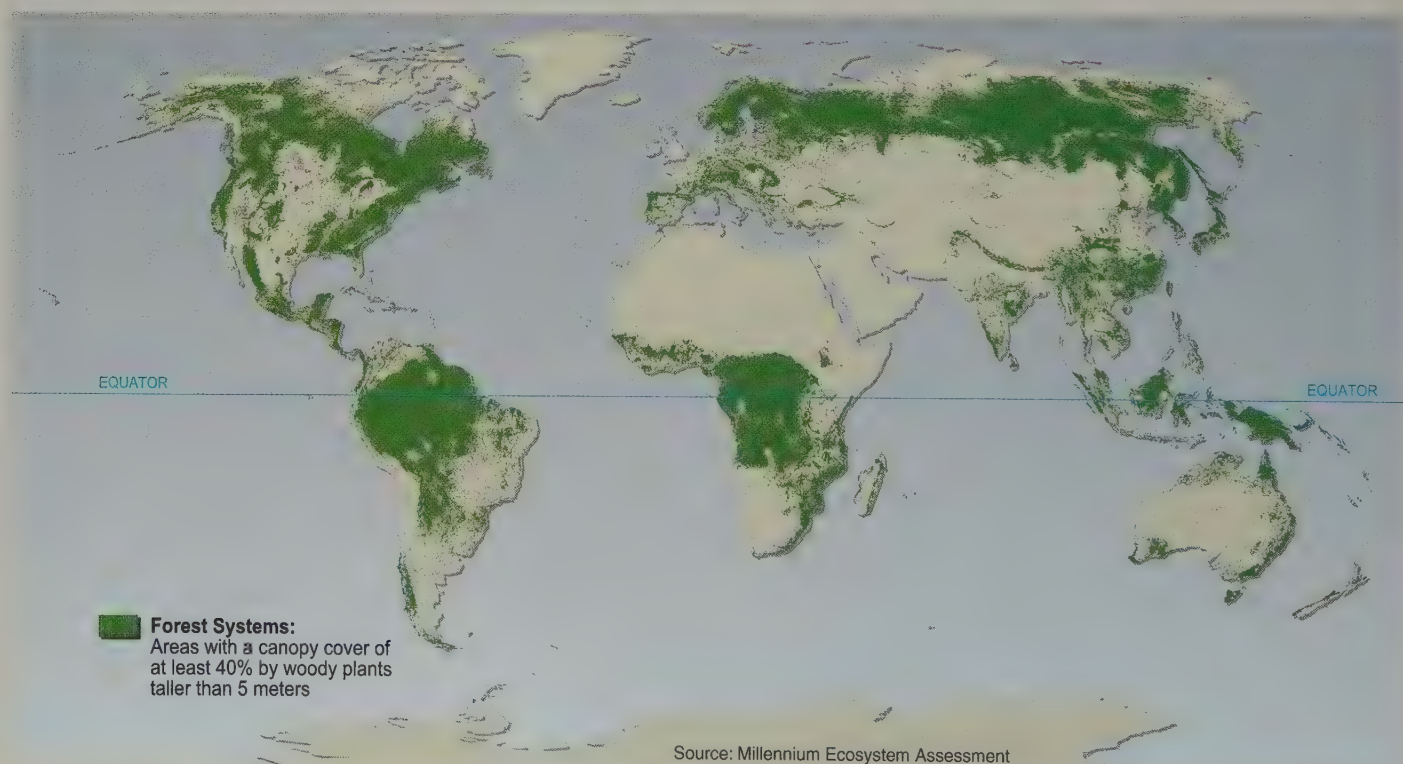 EQUATOR
EQUATOR
Forest Systems:
Areas with a canopy cover of
at least 40% by woody plants
taller than 5 meters
Source: Millennium Ecosystem Assessment